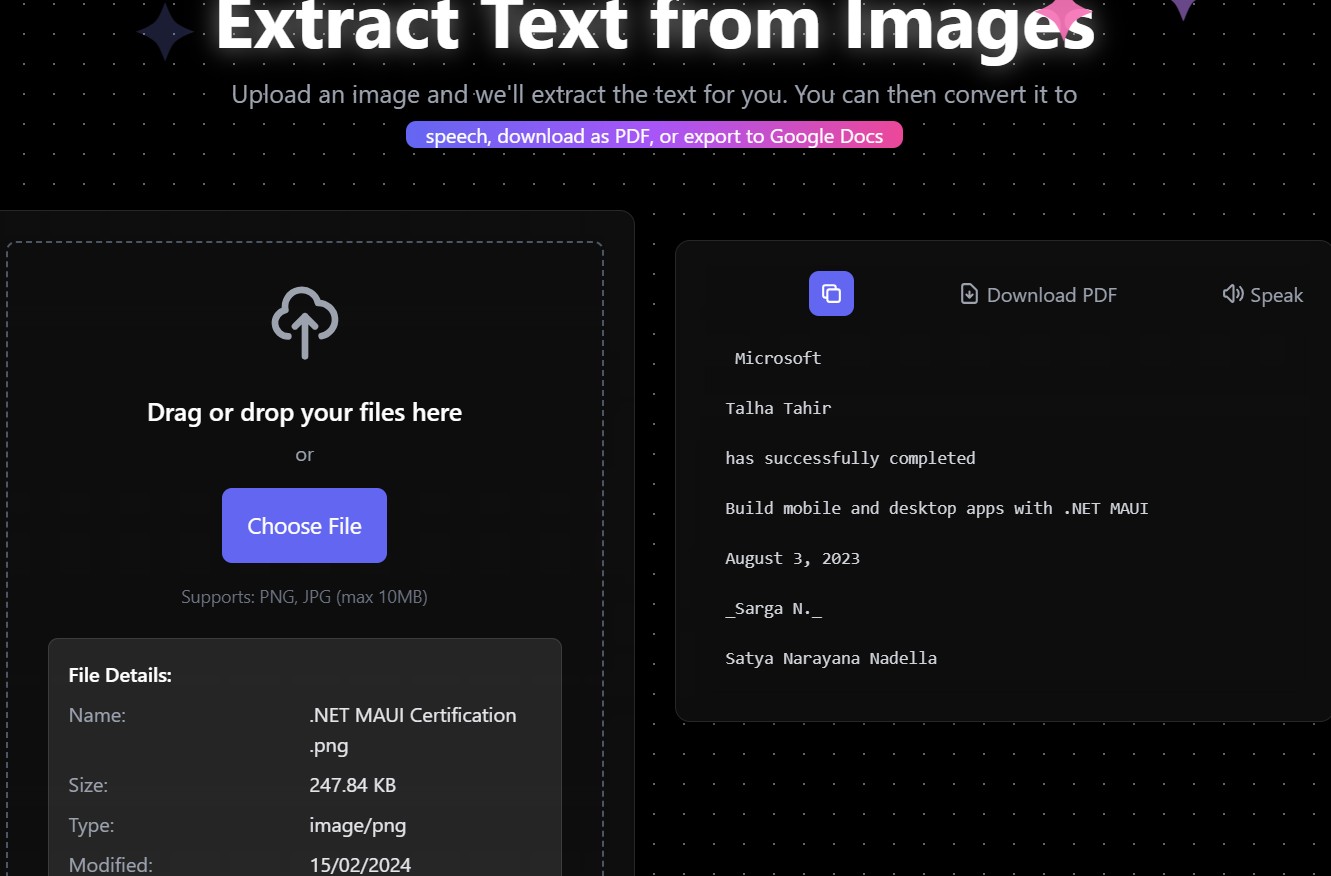 Extract Text from Images
Upload an image and we'll extract the text for you. You can then convert it to
speech, download as PDF, or export to Google Docs
Drag or drop your files here
or
Choose File
Supports: PNG, JPG (max 10MB)
File Details:
Name: .NET MAUI Certification
.png
Size: 247.84 KB
Type: image/png
Modified: 15/02/2024
Download PDF
Speak
Microsoft
Talha Tahir
has successfully completed
Build mobile and desktop apps with .NET MAUI
August 3, 2023
_Sarga N._
Satya Narayana Nadella